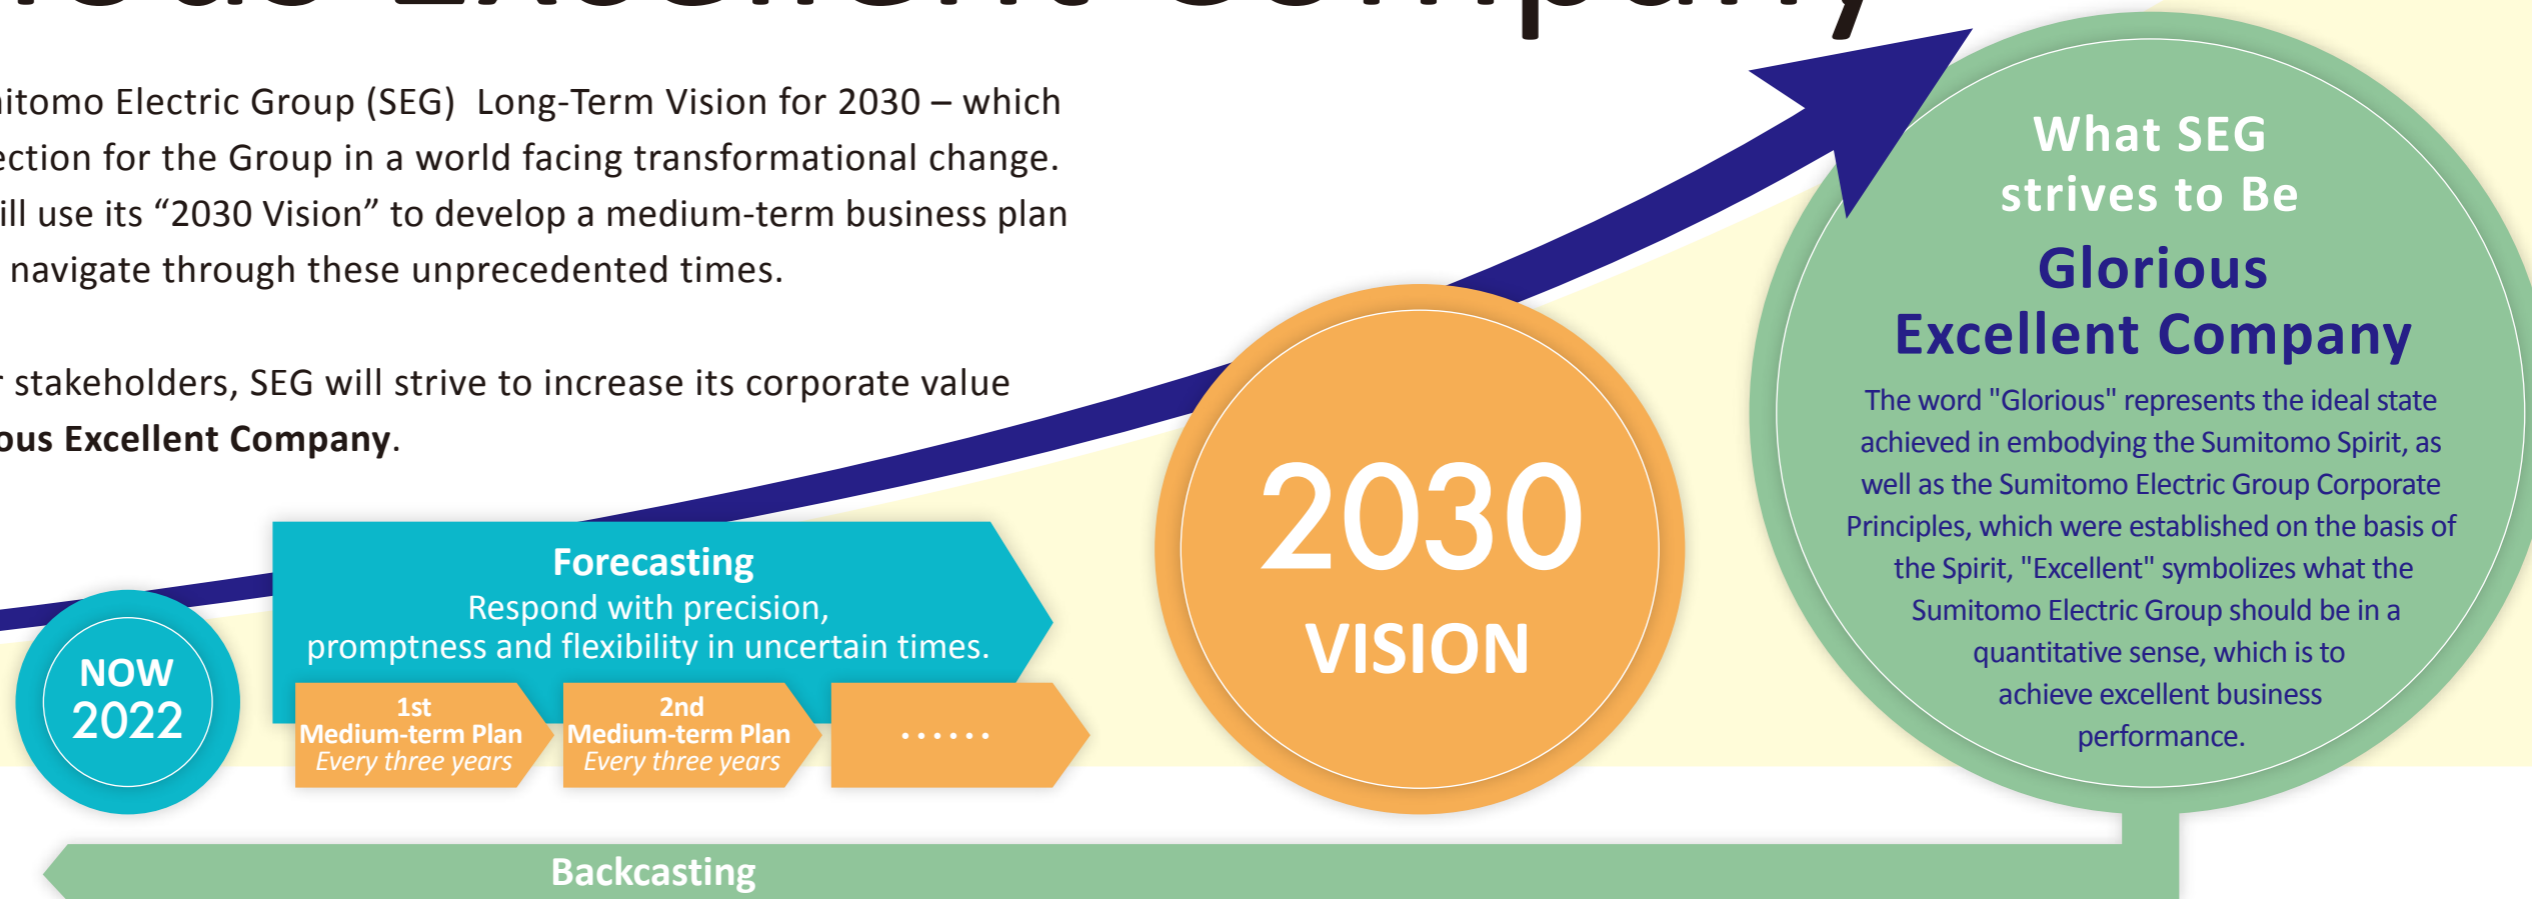 Excellent Company
Sumitomo Electric Group (SEG) Long-Term Vision for 2030 – which
for the Group in a world facing transformational change.
use its “2030 Vision” to develop a medium-term business plan
navigate through these unprecedented times.
stakeholders, SEG will strive to increase its corporate value
Excellent Company.
What SEG
strives to Be
Glorious
Excellent Company
The word "Glorious" represents the ideal state
achieved in embodying the Sumitomo Spirit, as
well as the Sumitomo Electric Group Corporate
Principles, which were established on the basis of
the Spirit, "Excellent" symbolizes what the
Sumitomo Electric Group should be in a
quantitative sense, which is to
achieve excellent business
performance.
2030
VISION
Forecasting
Respond with precision,
promptness and flexibility in uncertain times.
NOW
2022
1st
Medium-term Plan
Every three years
2nd
Medium-term Plan
Every three years
······
Backcasting